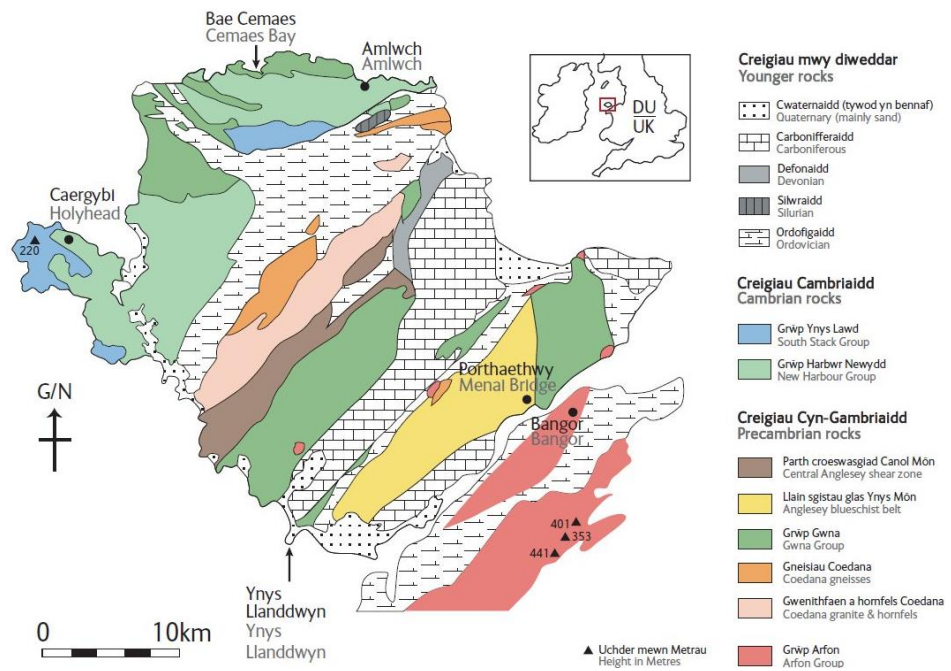 Bae Cemaes
Cemaes Bay
Amlwch
Amlwch
Caergybl
Holyhead
220
G/N
Porthaethwy
Menai Bridge
Bangor
Bangor
401
353
441
Ynys
Llanddwyn
Ynys
Llanddwyn
0 10km
DU
UK
Creigiau mwy diweddar
Younger rocks
Cwaternaidd (tywod yn bennaf)
Quaternary (mainly sand)
Carbonifferaidd
Carboniferous
Defonaidd
Devonian
Silwraidd
Silurian
Ordofigaidd
Ordovician
Creigiau Cambriaidd
Cambrian rocks
Grŵp Ynys Lawd
South Stack Group
Grŵp Harbwr Newydd
New Harbour Group
Creigiau Cyn-Gambriaidd
Precambrian rocks
Parth croeswasgiad Canol Môn
Central Anglesey shear zone
Llain sgistau glas Ynys Môn
Anglesey blueschist belt
Grŵp Gwna
Gwna Group
Gneisiau Coedana
Coedana gneisses
Gwenithfaen a hornfels Coedana
Coedana granite & hornfels
Grŵp Arfon
Arfon Group
Uchder mewn Metrau
Height in Metres